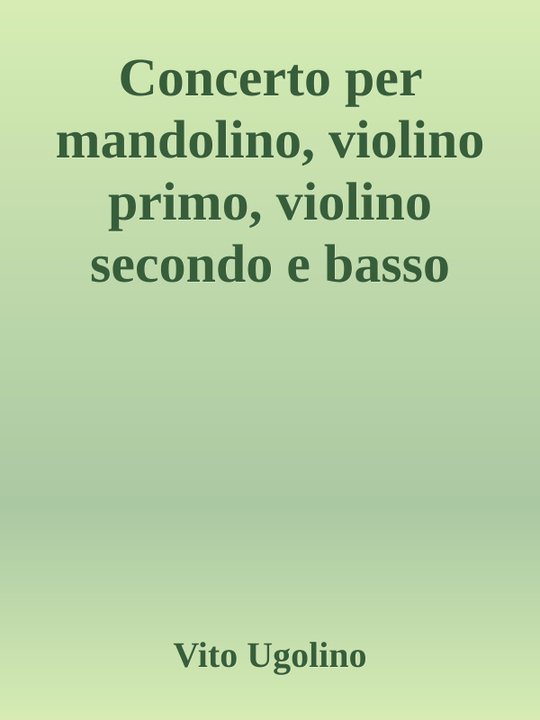 Concerto per
mandolino, violino
primo, violino
secondo e basso
Vito Ugolino